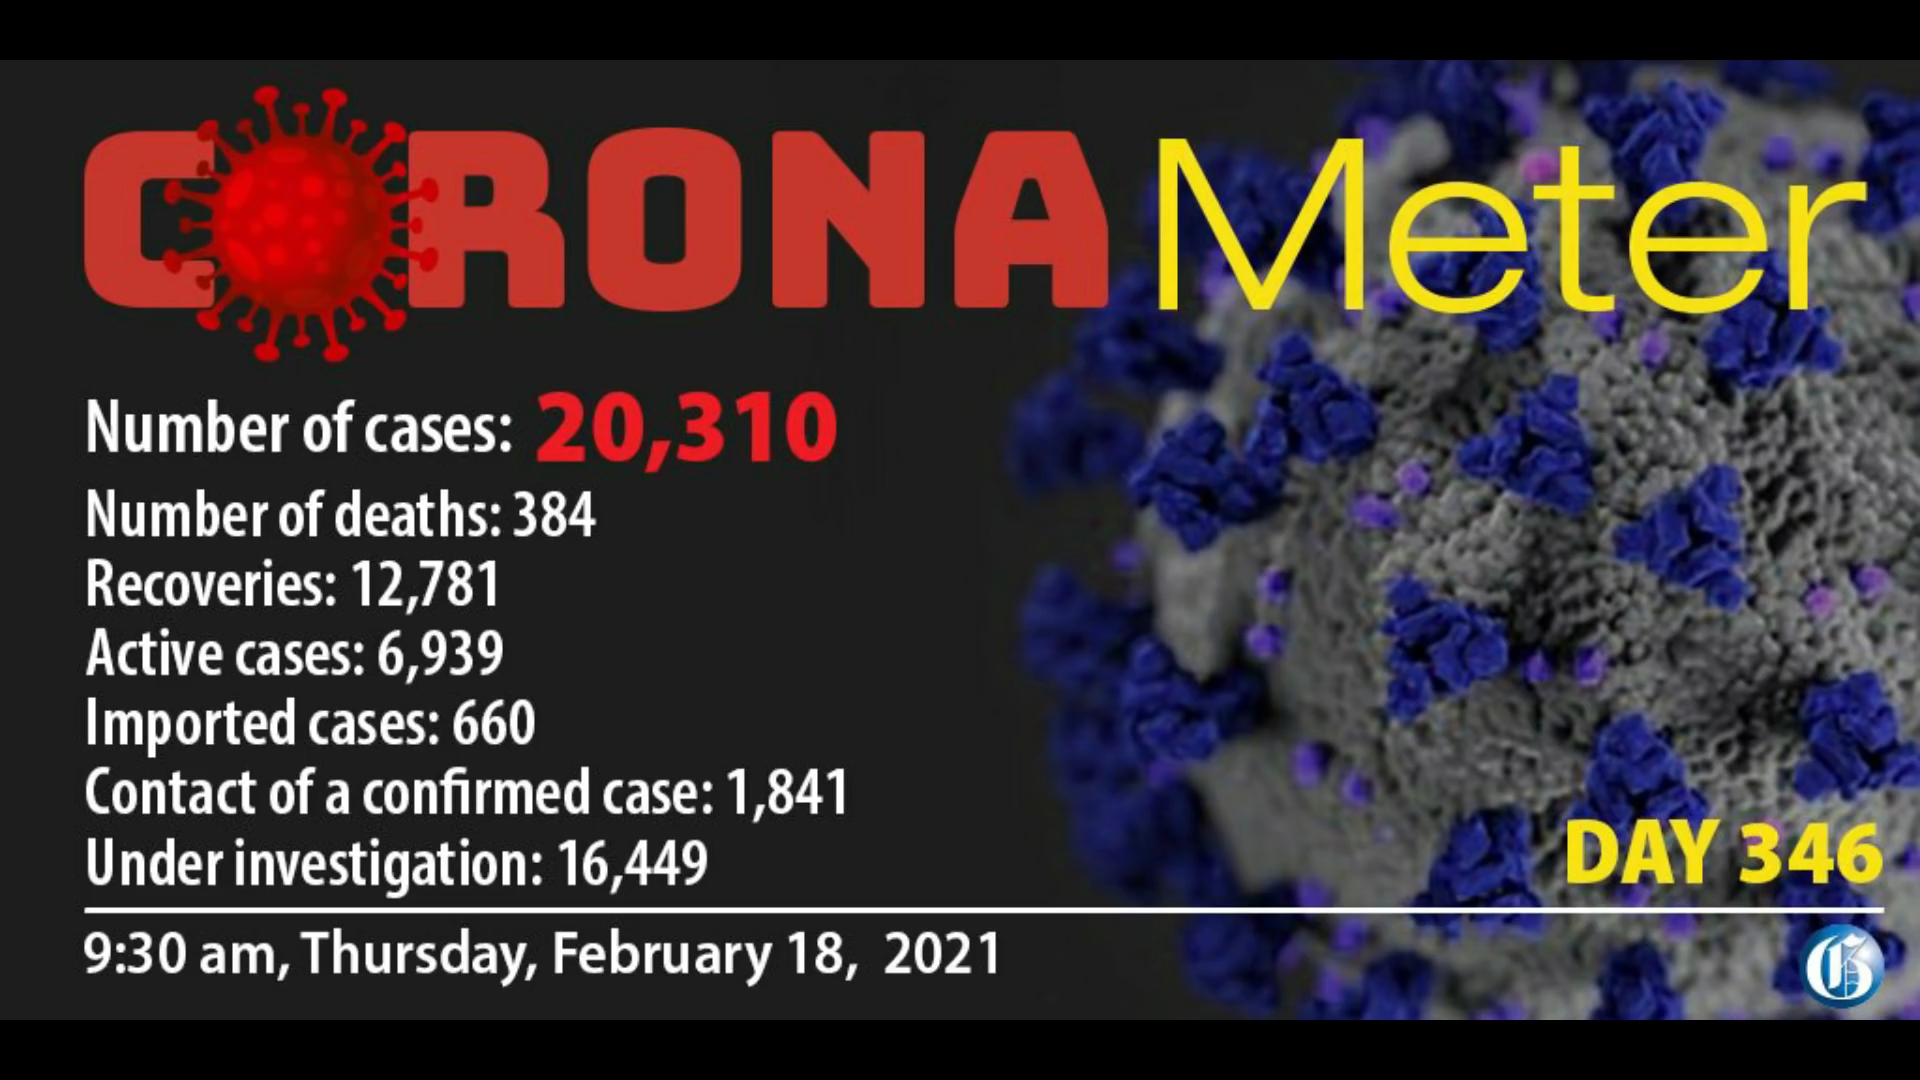 CORONA Meter
Number of cases: 20,310
Number of deaths: 384
Recoveries: 12,781
Active cases: 6,939
Imported cases: 660
Contact of a confirmed case: 1,841
Under investigation: 16,449
DAY 346
9:30 am, Thursday, February 18, 2021
G